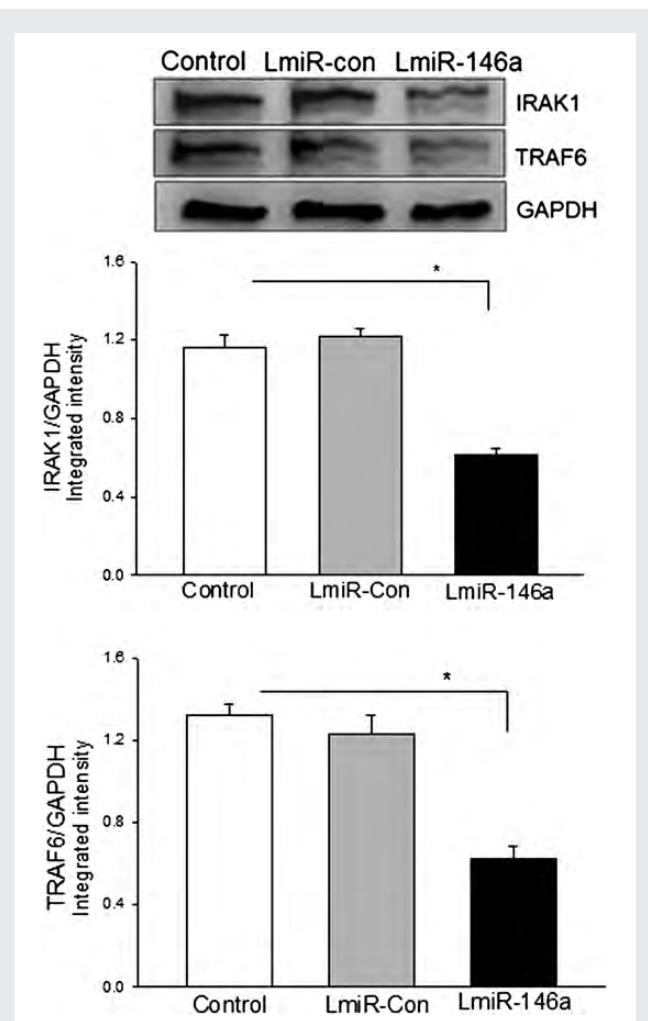 Control LmiR-con LmiR-146a
IRAK1
TRAF6
GAPDH
IRAK1/GAPDH
Integrated intensity
1.6
1.2
0.8
0.4
0.0
*
Control LmiR-Con LmiR-146a
TRAF6/GAPDH
Integrated intensity
1.6
1.2
0.8
0.4
0.0
*
Control LmiR-Con LmiR-146a